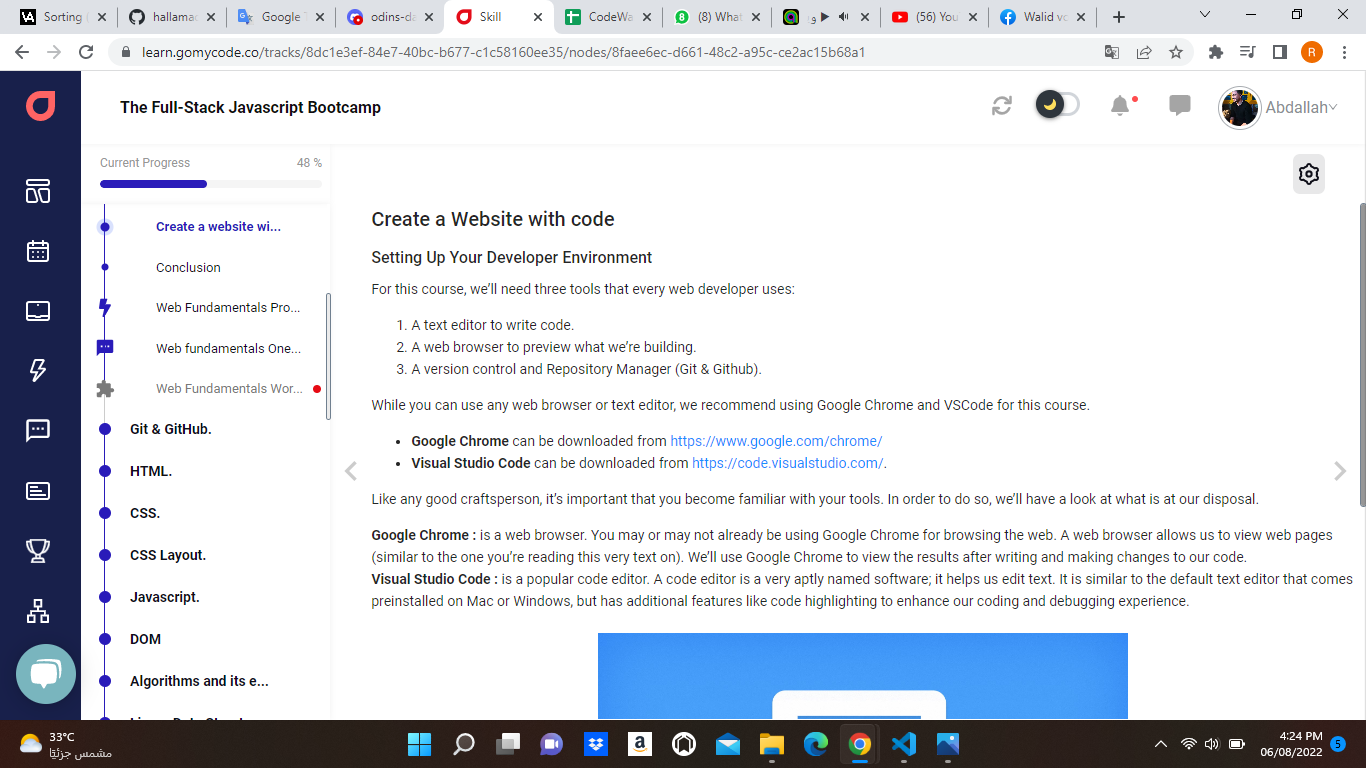 Sorting
hallamac
Google
odins-da
Skill
CodeWa
(8) What
(56) You
Walid vo
learn.gomycode.co/tracks/8dc1e3ef-84e7-40bc-b677-c1c58160ee35/nodes/8faee6ec-d661-48c2-a95c-ce2ac15b68a1
R
The Full-Stack Javascript Bootcamp
Abdallah
Current Progress 48 %
Create a website wi...
Conclusion
Web Fundamentals Pro...
Web fundamentals One...
Web Fundamentals Wor...
Git & GitHub.
HTML.
CSS.
CSS Layout.
Javascript.
DOM
Algorithms and its e...
Create a Website with code
Setting Up Your Developer Environment
For this course, we’ll need three tools that every web developer uses:
1. A text editor to write code.
2. A web browser to preview what we’re building.
3. A version control and Repository Manager (Git & Github).
While you can use any web browser or text editor, we recommend using Google Chrome and VSCode for this course.
• Google Chrome can be downloaded from https://www.google.com/chrome/
• Visual Studio Code can be downloaded from https://code.visualstudio.com/.
Like any good craftsperson, it’s important that you become familiar with your tools. In order to do so, we’ll have a look at what is at our disposal.
Google Chrome : is a web browser. You may or may not already be using Google Chrome for browsing the web. A web browser allows us to view web pages
(similar to the one you’re reading this very text on). We’ll use Google Chrome to view the results after writing and making changes to our code.
Visual Studio Code : is a popular code editor. A code editor is a very aptly named software; it helps us edit text. It is similar to the default text editor that comes
preinstalled on Mac or Windows, but has additional features like code highlighting to enhance our coding and debugging experience.
33°C
مشمس جزئيًا
4:24 PM
06/08/2022
5